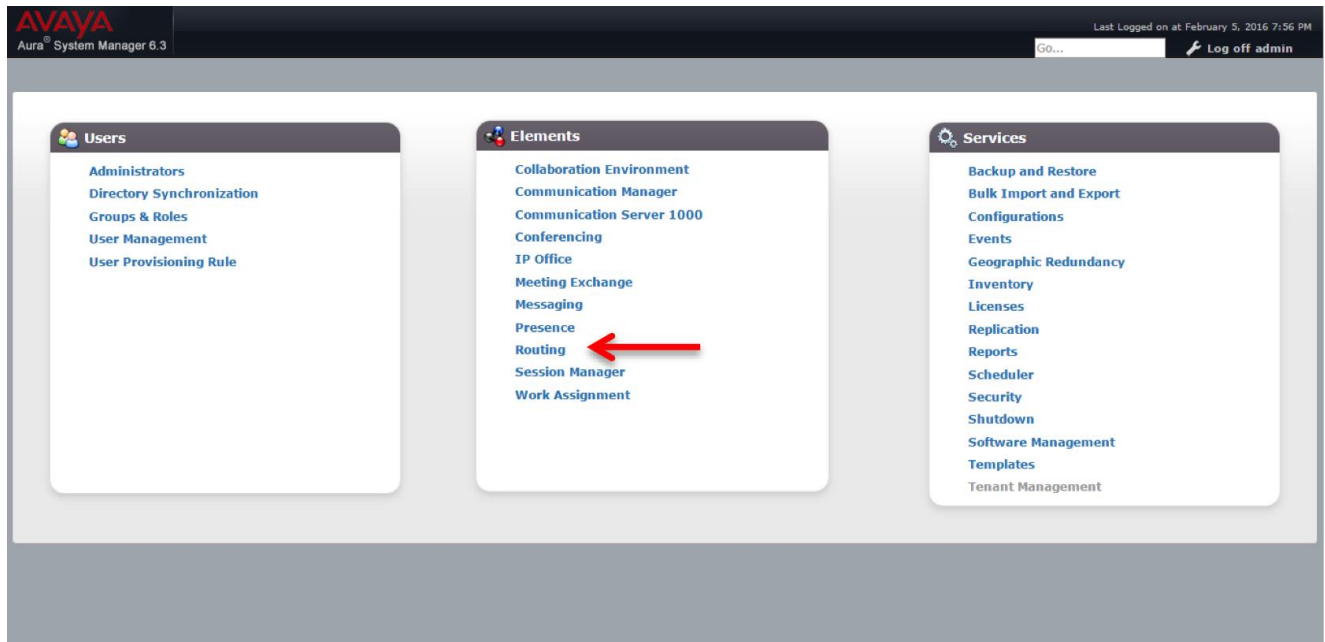 AVAYA
Aura® System Manager 6.3
Last Logged on at February 5, 2016 7:56 PM
Go...
Log off admin
Users
Administrators
Directory Synchronization
Groups & Roles
User Management
User Provisioning Rule
Elements
Collaboration Environment
Communication Manager
Communication Server 1000
Conferencing
IP Office
Meeting Exchange
Messaging
Presence
Routing
Session Manager
Work Assignment
Services
Backup and Restore
Bulk Import and Export
Configurations
Events
Geographic Redundancy
Inventory
Licenses
Replication
Reports
Scheduler
Security
Shutdown
Software Management
Templates
Tenant Management